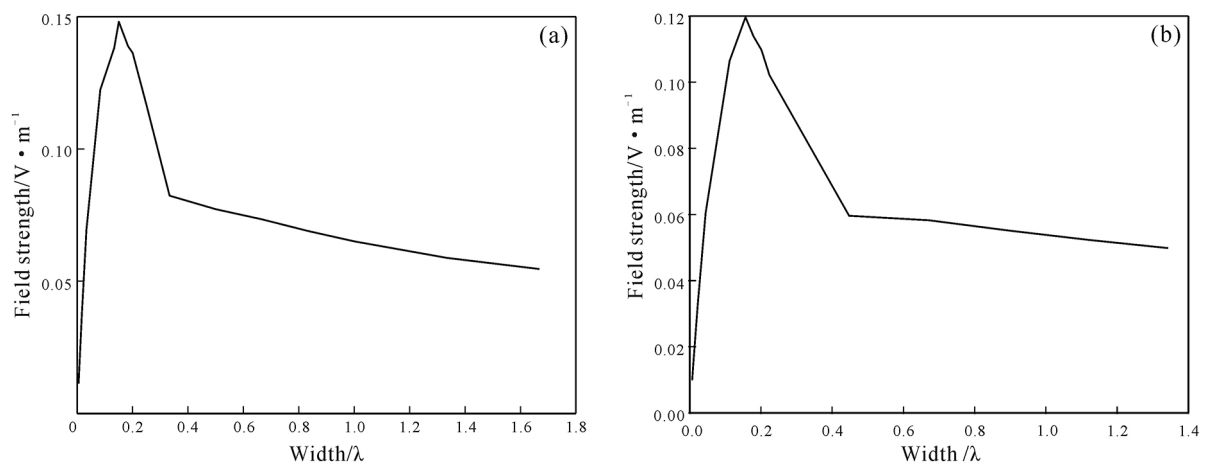 (a)
0.15
0.10
0.05
Field strength/V • m⁻¹
0 0.2 0.4 0.6 0.8 1.0 1.2 1.4 1.6 1.8
Width/λ
(b)
0.12
0.10
0.08
0.06
0.04
0.02
0.00
Field strength/V • m⁻¹
0.0 0.2 0.4 0.6 0.8 1.0 1.2 1.4
Width /λ